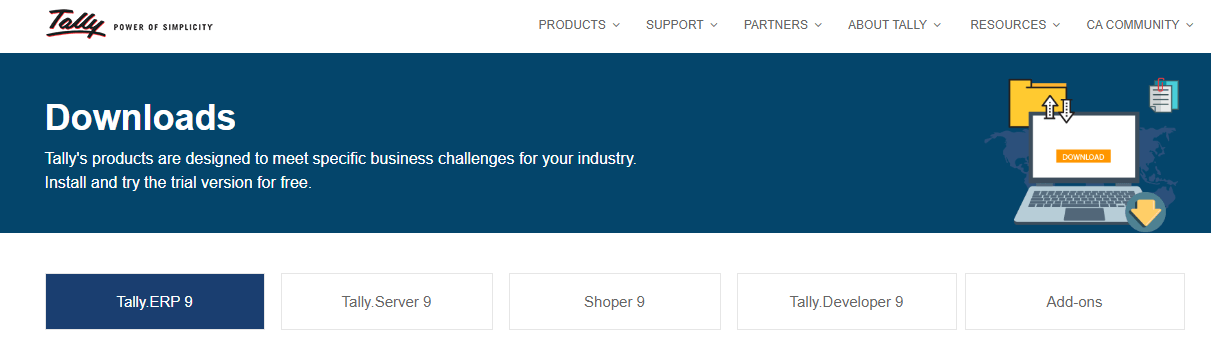 Tally POWER OF SIMPLICITY
PRODUCTS SUPPORT PARTNERS ABOUT TALLY RESOURCES CA COMMUNITY
Downloads
Tally's products are designed to meet specific business challenges for your industry.
Install and try the trial version for free.
DOWNLOAD
Tally.ERP 9 Tally.Server 9 Shoper 9 Tally.Developer 9 Add-ons